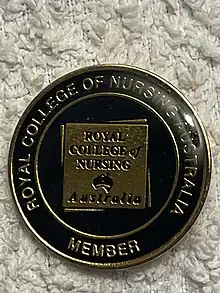 ROYAL COLLEGE OF NURSING AUSTRALIA
ROYAL
COLLEGE of
NURSING
Australia
MEMBER